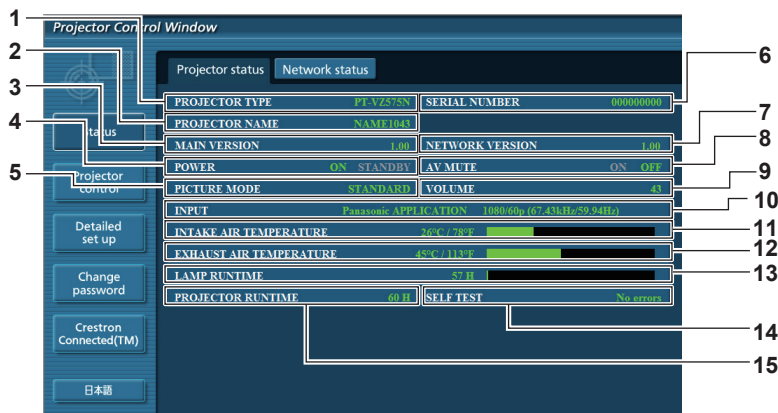 Projector Control Window
1
2
3
4
5
6
7
8
9
10
11
12
13
14
15
Projector status Network status
Status
Projector control
Detailed set up
Change password
Crestron Connected(TM)
日本語
PROJECTOR TYPE PT-VZ575N SERIAL NUMBER 000000000
PROJECTOR NAME NAME1043
MAIN VERSION 1.00 NETWORK VERSION 1.00
POWER ON STANDBY AV MUTE ON OFF
PICTURE MODE STANDARD VOLUME 43
INPUT Panasonic APPLICATION 1080/60p (67.43kHz/59.94Hz)
INTAKE AIR TEMPERATURE 26°C / 78°F
EXHAUST AIR TEMPERATURE 45°C / 113°F
LAMP RUNTIME 57 H
PROJECTOR RUNTIME 60 H SELF TEST No errors